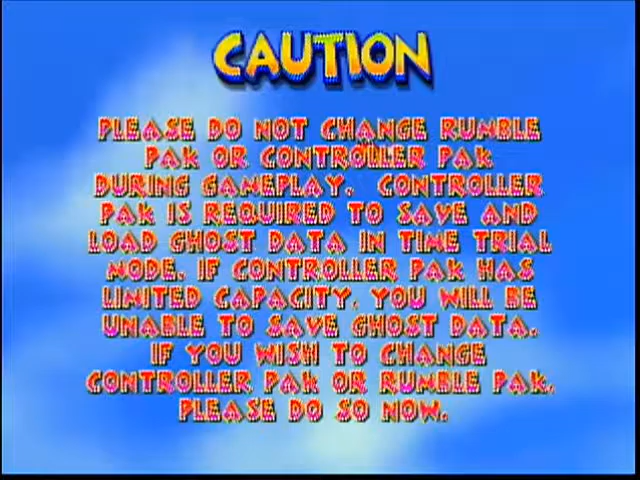 CAUTION
PLEASE DO NOT CHANGE RUMBLE
PAK OR CONTROLLER PAK
DURING GAMEPLAY. CONTROLLER
PAK IS REQUIRED TO SAVE AND
LOAD GHOST DATA IN TIME TRIAL
MODE. IF CONTROLLER PAK HAS
LIMITED CAPACITY, YOU WILL BE
UNABLE TO SAVE GHOST DATA.
IF YOU WISH TO CHANGE
CONTROLLER PAK OR RUMBLE PAK,
PLEASE DO SO NOW.